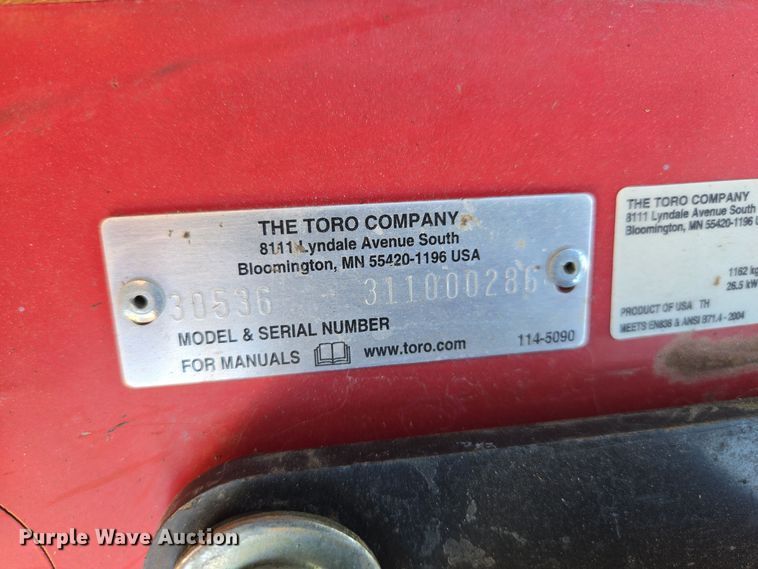 THE TORO COMPANY
8111 Lyndale Avenue South
Bloomington, MN 55420-1196 USA
30536 311000286
MODEL & SERIAL NUMBER
FOR MANUALS www.toro.com 114-5090
THE TORO COMPANY
8111 Lyndale Avenue South
Bloomington, MN 55420-1196 U
1162 kg
26.5 kW
PRODUCT OF USA TH
MEETS EN836 & ANSI B71.4 - 2004
Purple Wave Auction